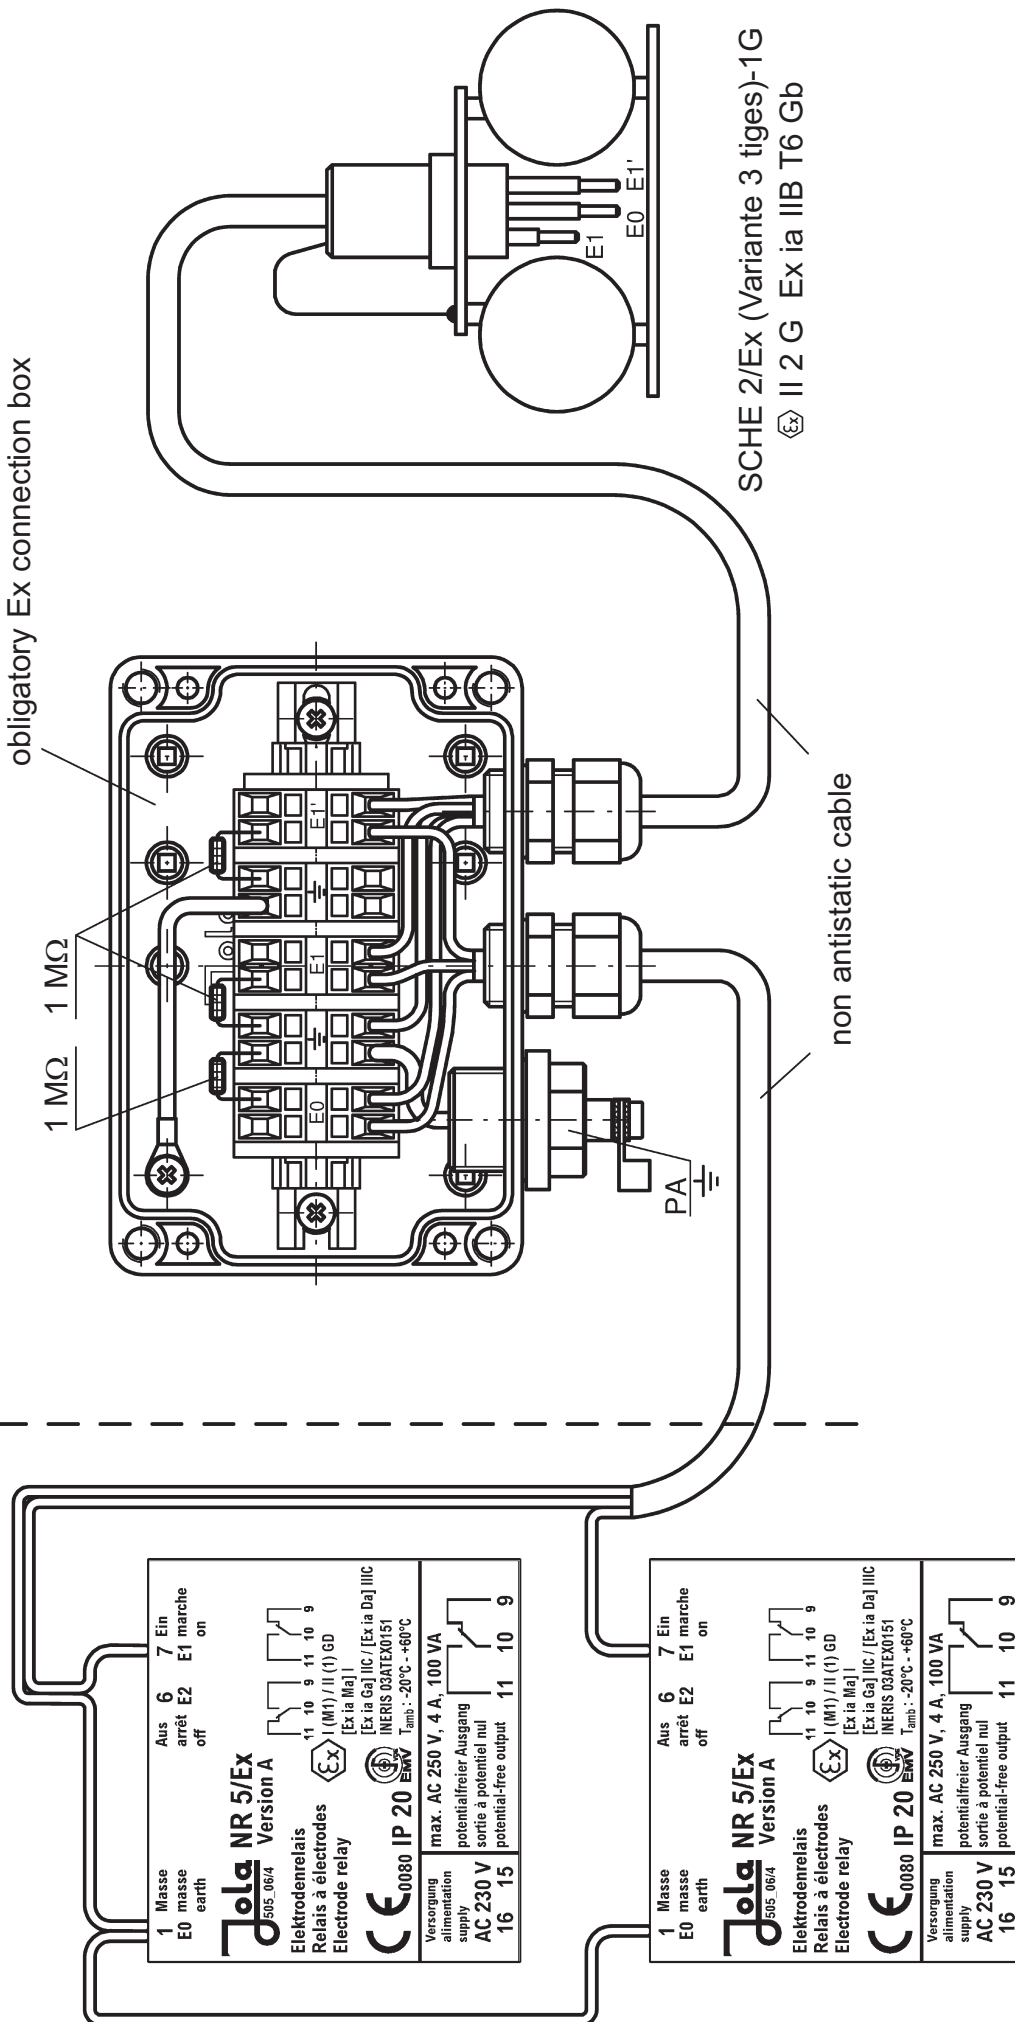 obligatory Ex connection box
SCHE 2/Ex (Variante 3 tiges)-1G
Ex II 2 G Ex ia IIB T6 Gb
E1
E0
E1'
1 MΩ
1 MΩ
E0
E1
E1'
PA
non antistatic cable
1 Masse
E0 masse
earth
Aus 6
arrêt E2
off
7 Ein
E1 marche
on
Jola NR 5/Ex
505_06/4 Version A
Elektrodenrelais
Relais à électrodes
Electrode relay
11 10 9
11 10 9
Ex I (M1) / II (1) GD
[Ex ia Ma] I
[Ex ia Ga] IIC / [Ex ia Da] IIIC
INERIS 03ATEX0151
Tamb : -20°C - +60°C
CE 0080 IP 20 VDE EMV
Versorgung
alimentation
supply
AC 230 V
16 15
max. AC 250 V, 4 A, 100 VA
potentialfreier Ausgang
sortie à potentiel nul
potential-free output
11 10 9
1 Masse
E0 masse
earth
Aus 6
arrêt E2
off
7 Ein
E1 marche
on
Jola NR 5/Ex
505_06/4 Version A
Elektrodenrelais
Relais à électrodes
Electrode relay
11 10 9
11 10 9
Ex I (M1) / II (1) GD
[Ex ia Ma] I
[Ex ia Ga] IIC / [Ex ia Da] IIIC
INERIS 03ATEX0151
Tamb : -20°C - +60°C
CE 0080 IP 20 VDE EMV
Versorgung
alimentation
supply
AC 230 V
16 15
max. AC 250 V, 4 A, 100 VA
potentialfreier Ausgang
sortie à potentiel nul
potential-free output
11 10 9